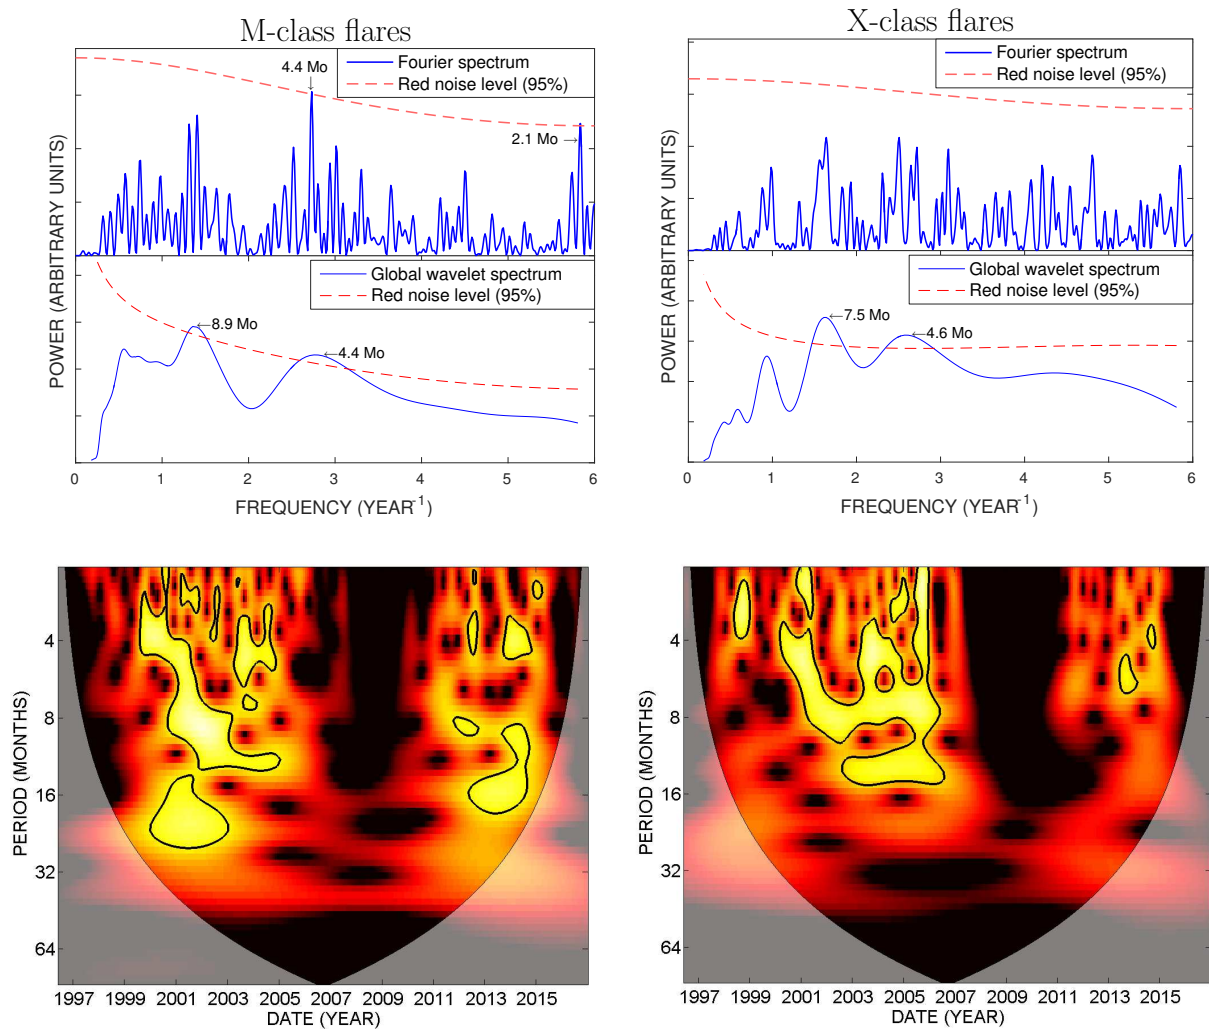 M-class flares
Fourier spectrum
Red noise level (95%)
4.4 Mo
2.1 Mo
Global wavelet spectrum
Red noise level (95%)
8.9 Mo
4.4 Mo
POWER (ARBITRARY UNITS)
0 1 2 3 4 5 6
FREQUENCY (YEAR-1)
X-class flares
Fourier spectrum
Red noise level (95%)
Global wavelet spectrum
Red noise level (95%)
7.5 Mo
4.6 Mo
POWER (ARBITRARY UNITS)
0 1 2 3 4 5 6
FREQUENCY (YEAR-1)
4
8
16
32
64
PERIOD (MONTHS)
1997 1999 2001 2003 2005 2007 2009 2011 2013 2015
DATE (YEAR)
4
8
16
32
64
PERIOD (MONTHS)
1997 1999 2001 2003 2005 2007 2009 2011 2013 2015
DATE (YEAR)